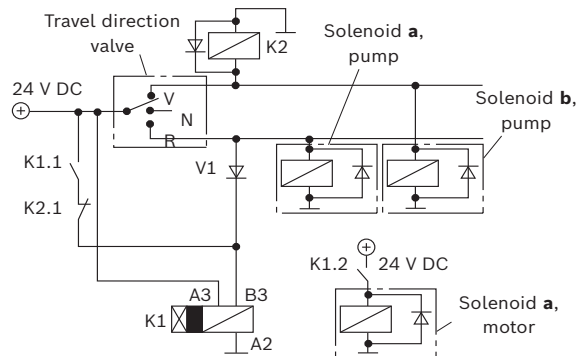 Travel direction
valve
K2
Solenoid a,
pump
24 V DC
V
N
R
Solenoid b,
pump
K1.1
V1
K2.1
K1.2
24 V DC
A3
B3
K1
A2
Solenoid a,
motor